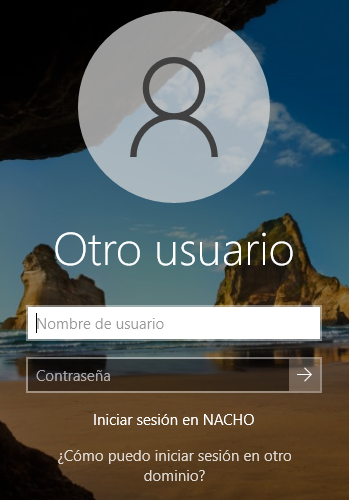 Otro usuario
Nombre de usuario
Contraseña
Iniciar sesión en NACHO
¿Cómo puedo iniciar sesión en otro
dominio?